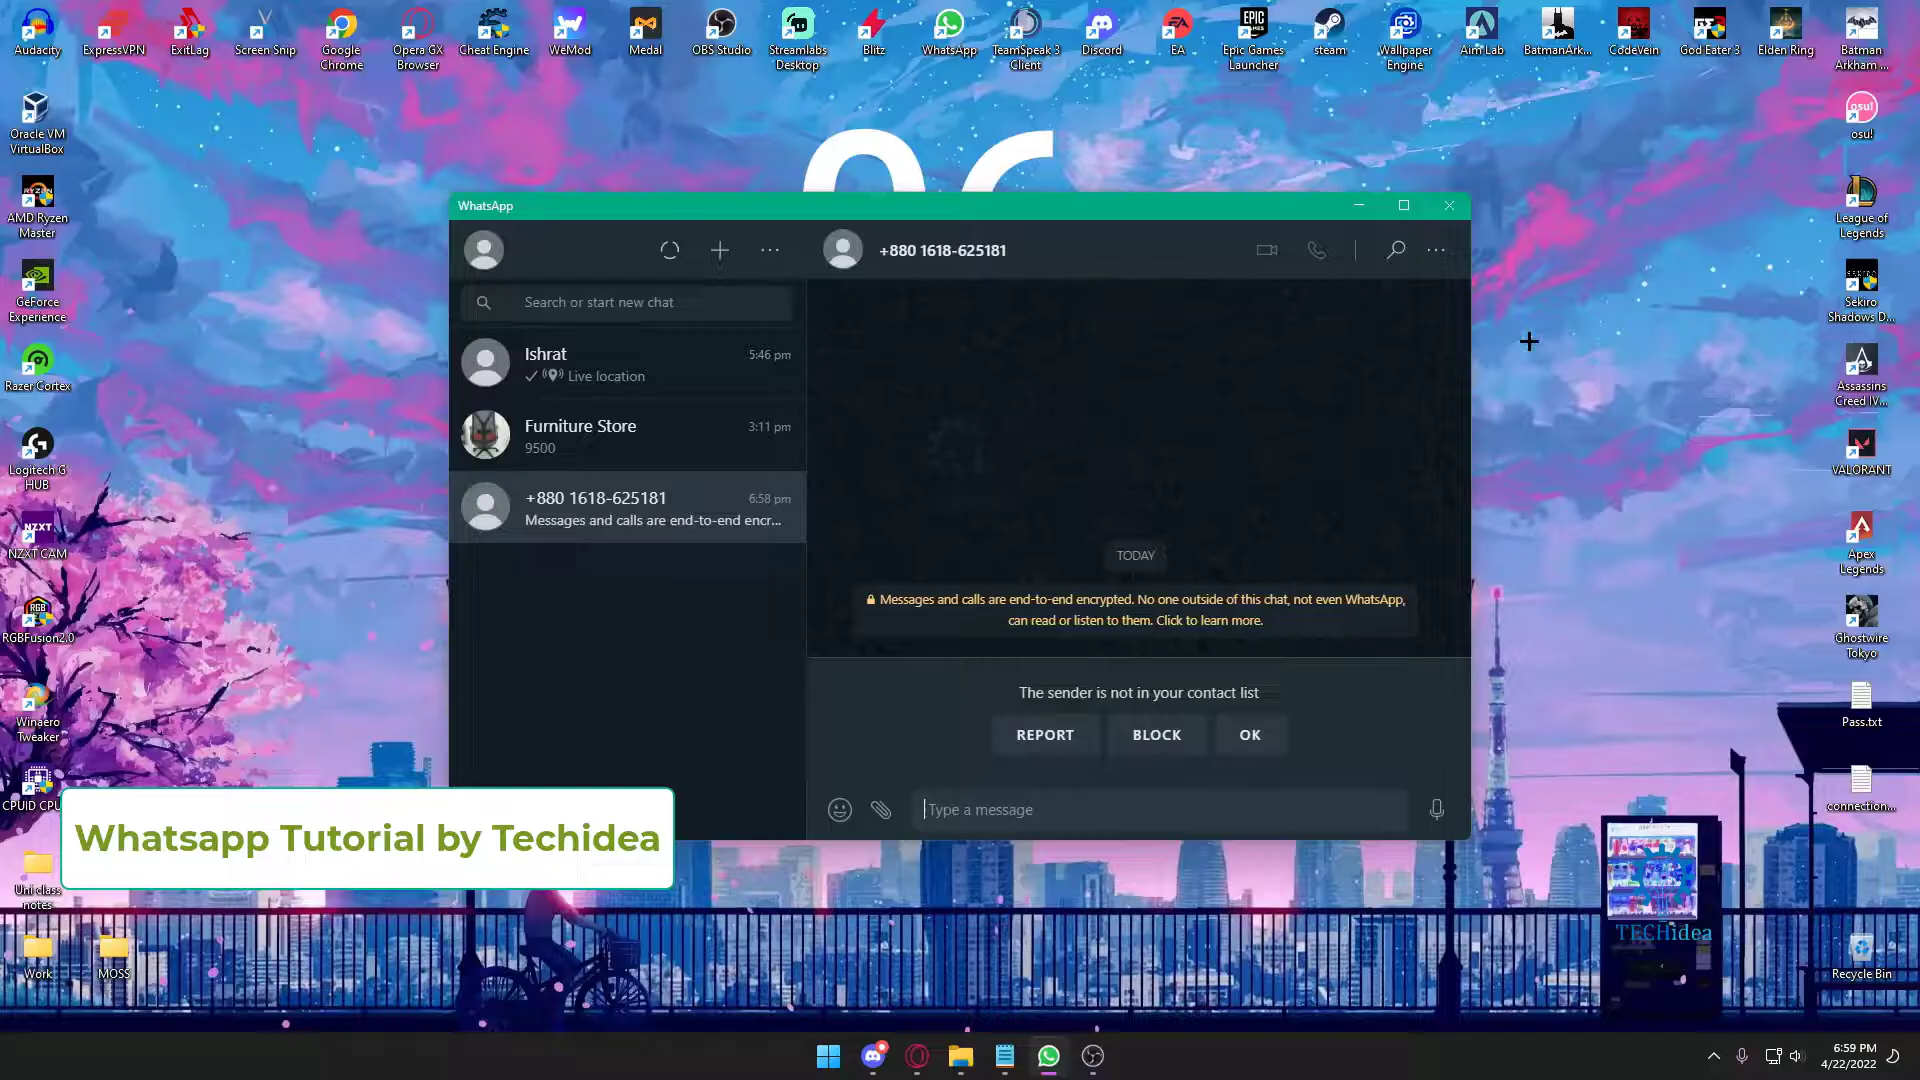 Audacity
ExpressVPN
ExitLag
Screen Snip
Google
Chrome
Opera GX
Browser
Cheat Engine
WeMod
Medal
OBS Studio
Streamlabs
Desktop
Blitz
WhatsApp
TeamSpeak 3
Client
Discord
EA
Epic Games
Launcher
steam
Wallpaper
Engine
Aim Lab
BatmanArk...
CodeVein
God Eater 3
Elden Ring
Batman
Arkham ...
Oracle VM
VirtualBox
osu!
AMD Ryzen
Master
League of
Legends
GeForce
Experience
Sekiro
Shadows D...
Razer Cortex
Assassins
Creed IV...
Logitech G
HUB
VALORANT
NZXT CAM
Apex
Legends
RGBFusion2.0
Ghostwire
Tokyo
Winaero
Tweaker
Pass.txt
CPUID CPU
connection...
Uni class
notes
Work
MOSS
Recycle Bin
WhatsApp
+880 1618-625181
Search or start new chat
Ishrat
5:46 pm
Live location
Furniture Store
3:11 pm
9500
+880 1618-625181
6:58 pm
Messages and calls are end-to-end encr...
TODAY
Messages and calls are end-to-end encrypted. No one outside of this chat, not even WhatsApp,
can read or listen to them. Click to learn more.
The sender is not in your contact list
REPORT
BLOCK
OK
Type a message
Whatsapp Tutorial by Techidea
TECHidea
6:59 PM
4/22/2022